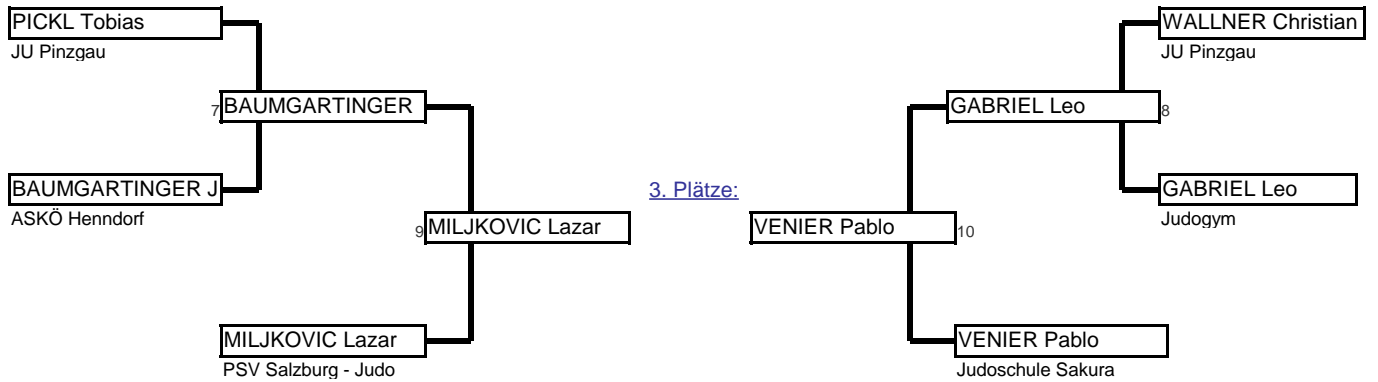 PICKL Tobias
JU Pinzgau
7 BAUMGARTINGER
BAUMGARTINGER J
ASKÖ Henndorf
9 MILJKOVIC Lazar
MILJKOVIC Lazar
PSV Salzburg - Judo
3. Plätze:
WALLNER Christian
JU Pinzgau
GABRIEL Leo 8
GABRIEL Leo
Judogym
VENIER Pablo 10
VENIER Pablo
Judoschule Sakura